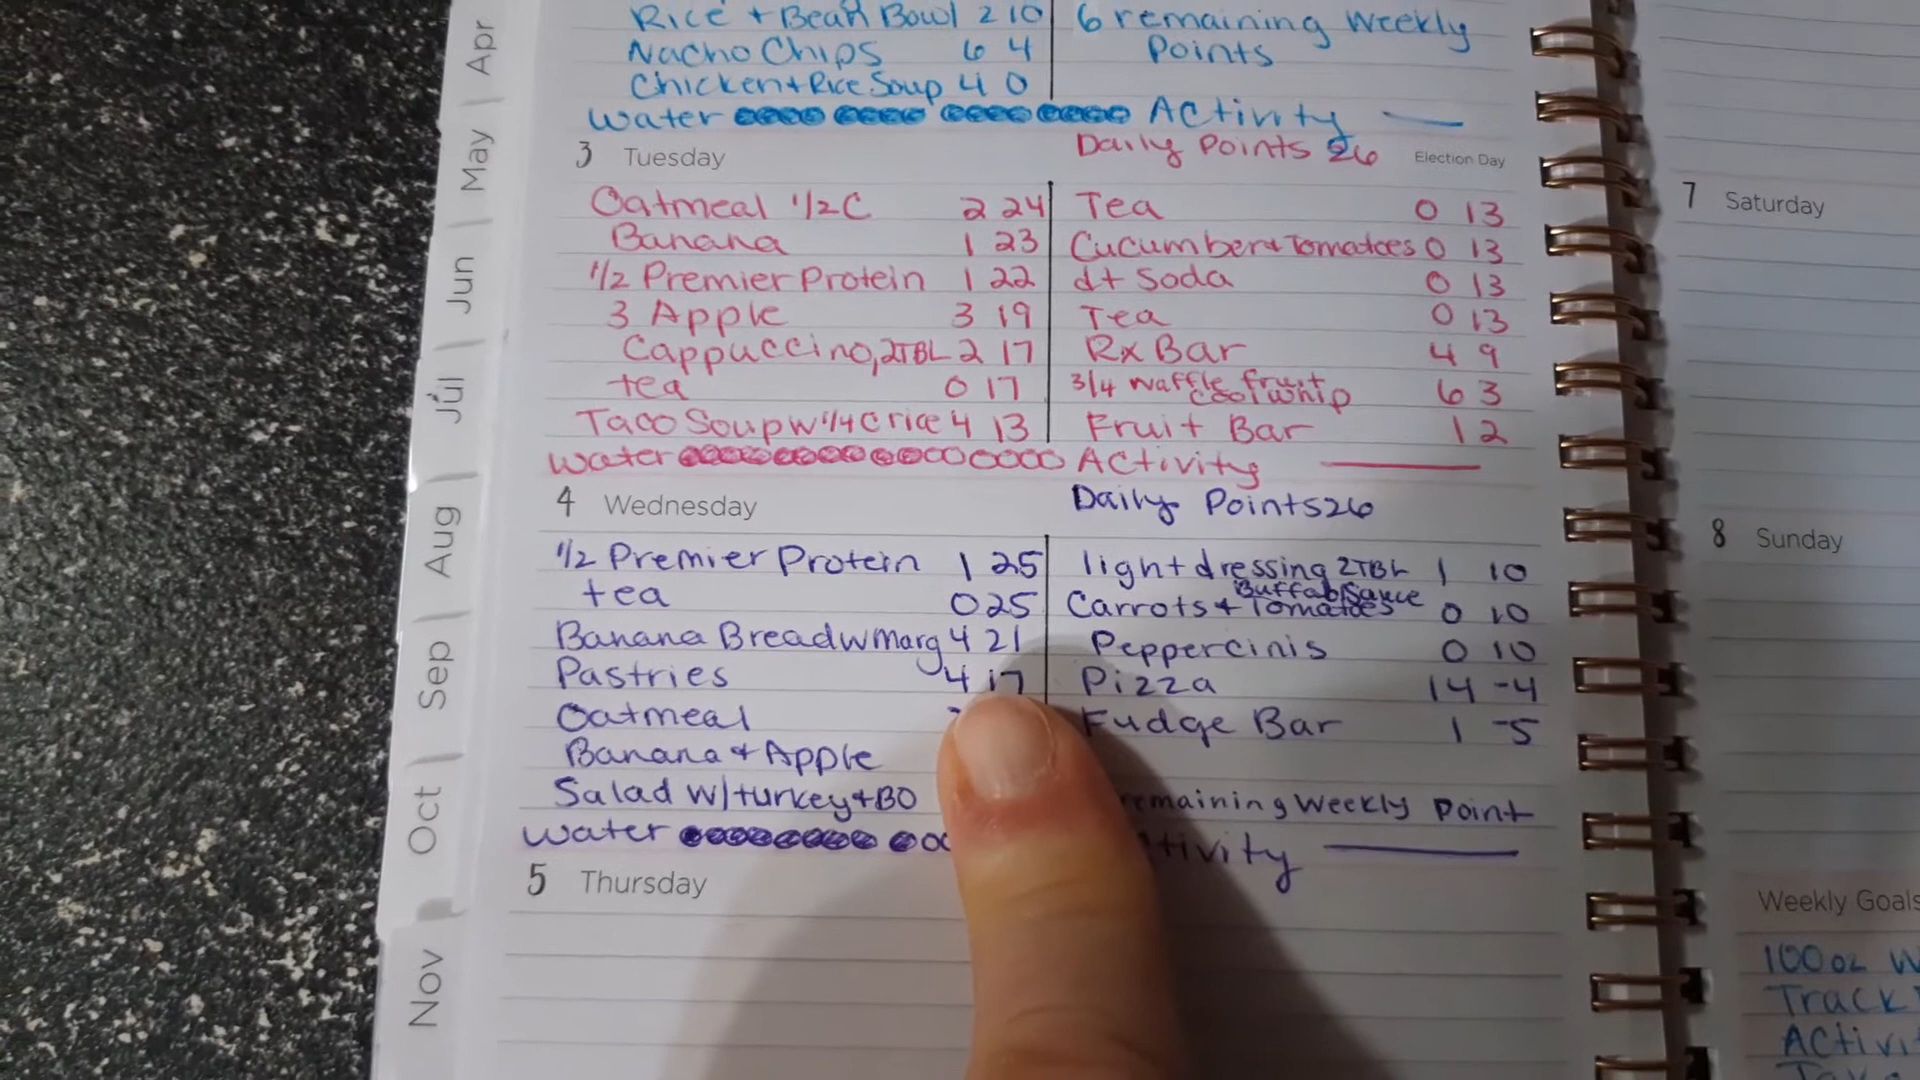 Apr
May
Jun
Jul
Aug
Sep
Oct
Nov
Rice + Bean Bowl 2 10
Nacho Chips 6 4
Chicken + Rice Soup 4 0
6 remaining Weekly
Points
Water Activity —
3 Tuesday
Daily Points 26
Election Day
Oatmeal 1/2 C 2 24
Banana 1 23
1/2 Premier Protein 1 22
3 Apple 3 19
Cappuccino, 2TBL 2 17
tea 0 17
Taco Soup w 1/4 C rice 4 13
Tea 0 13
Cucumber + Tomatoes 0 13
dt Soda 0 13
Tea 0 13
Rx Bar 4 9
3/4 waffle fruit
coolwhip 6 3
Fruit Bar 1 2
Water Activity —
4 Wednesday
Daily Points 26
1/2 Premier Protein 1 25
tea 0 25
Banana Bread w Marg 4 21
Pastries 4 17
Oatmeal
Banana + Apple
Salad w/turkey + BO
light dressing 2TBL 1 10
Buffalo Sauce
Carrots + Tomatoes 0 10
Peppercinis 0 10
Pizza 14 -4
Fudge Bar 1 -5
remaining Weekly Point
Water tivity —
5 Thursday
7 Saturday
8 Sunday
Weekly Goals
100oz W
Track
Activi